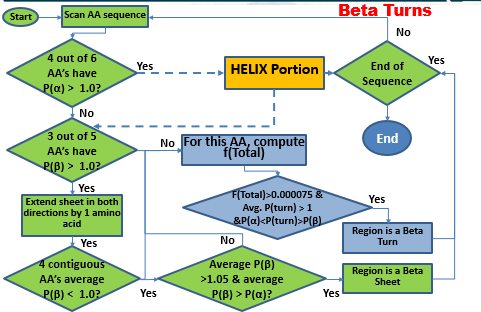 Beta Turns
Start
Scan AA sequence
No
4 out of 6
AA's have
P(α) > 1.0?
Yes
HELIX Portion
End of
Sequence
Yes
No
End
3 out of 5
AA's have
P(β) > 1.0?
No
For this AA, compute
f(Total)
Yes
F(Total)>0.000075 &
Avg. P(turn) > 1
&P(α)<P(turn)>P(β)
Yes
Extend sheet in both
directions by 1 amino
acid
Region is a Beta
Turn
Yes
No
4 contiguous
AA's average
P(β) < 1.0?
Yes
Average P(β)
>1.05 & average
P(β) > P(α)?
Yes
Region is a Beta
Sheet